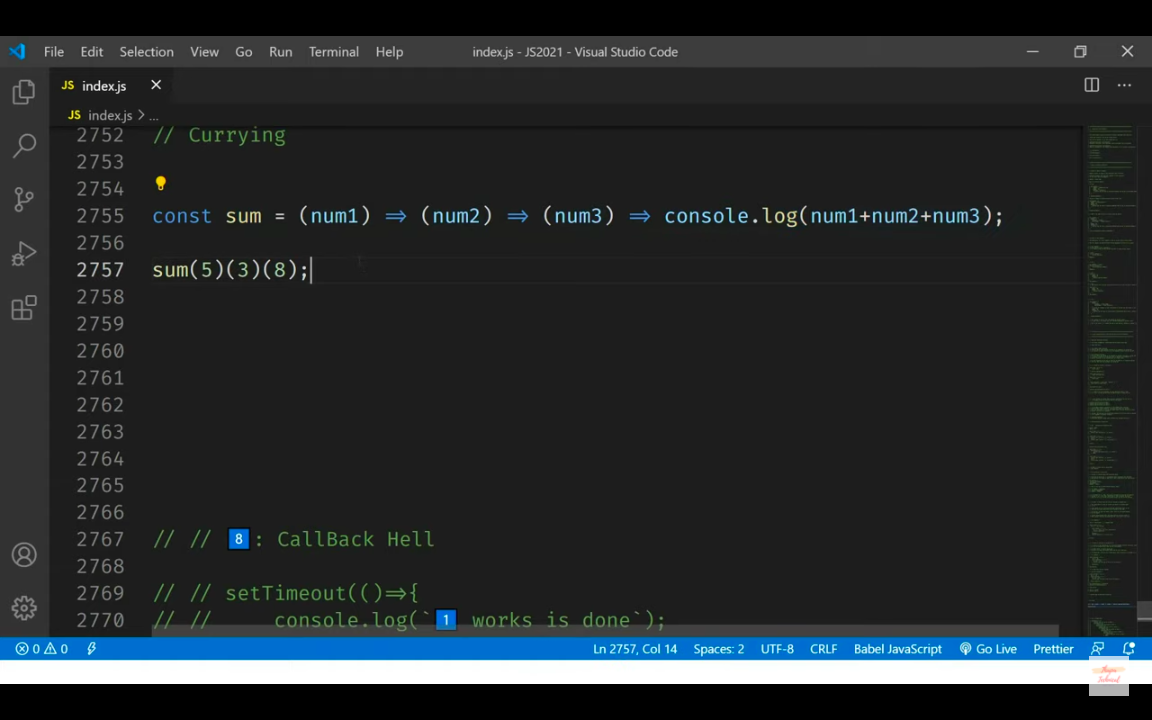 File Edit Selection View Go Run Terminal Help index.js - JS2021 - Visual Studio Code
JS index.js
JS index.js > ...
2752 // Currying
2753
2754
2755 const sum = (num1) => (num2) => (num3) => console.log(num1+num2+num3);
2756
2757 sum(5)(3)(8);
2758
2759
2760
2761
2762
2763
2764
2765
2766
2767 // // 8️⃣: CallBack Hell
2768
2769 // // setTimeout(()=>{
2770 // // console.log(`1️⃣ works is done`);
0 0 Ln 2757, Col 14 Spaces: 2 UTF-8 CRLF Babel JavaScript Go Live Prettier